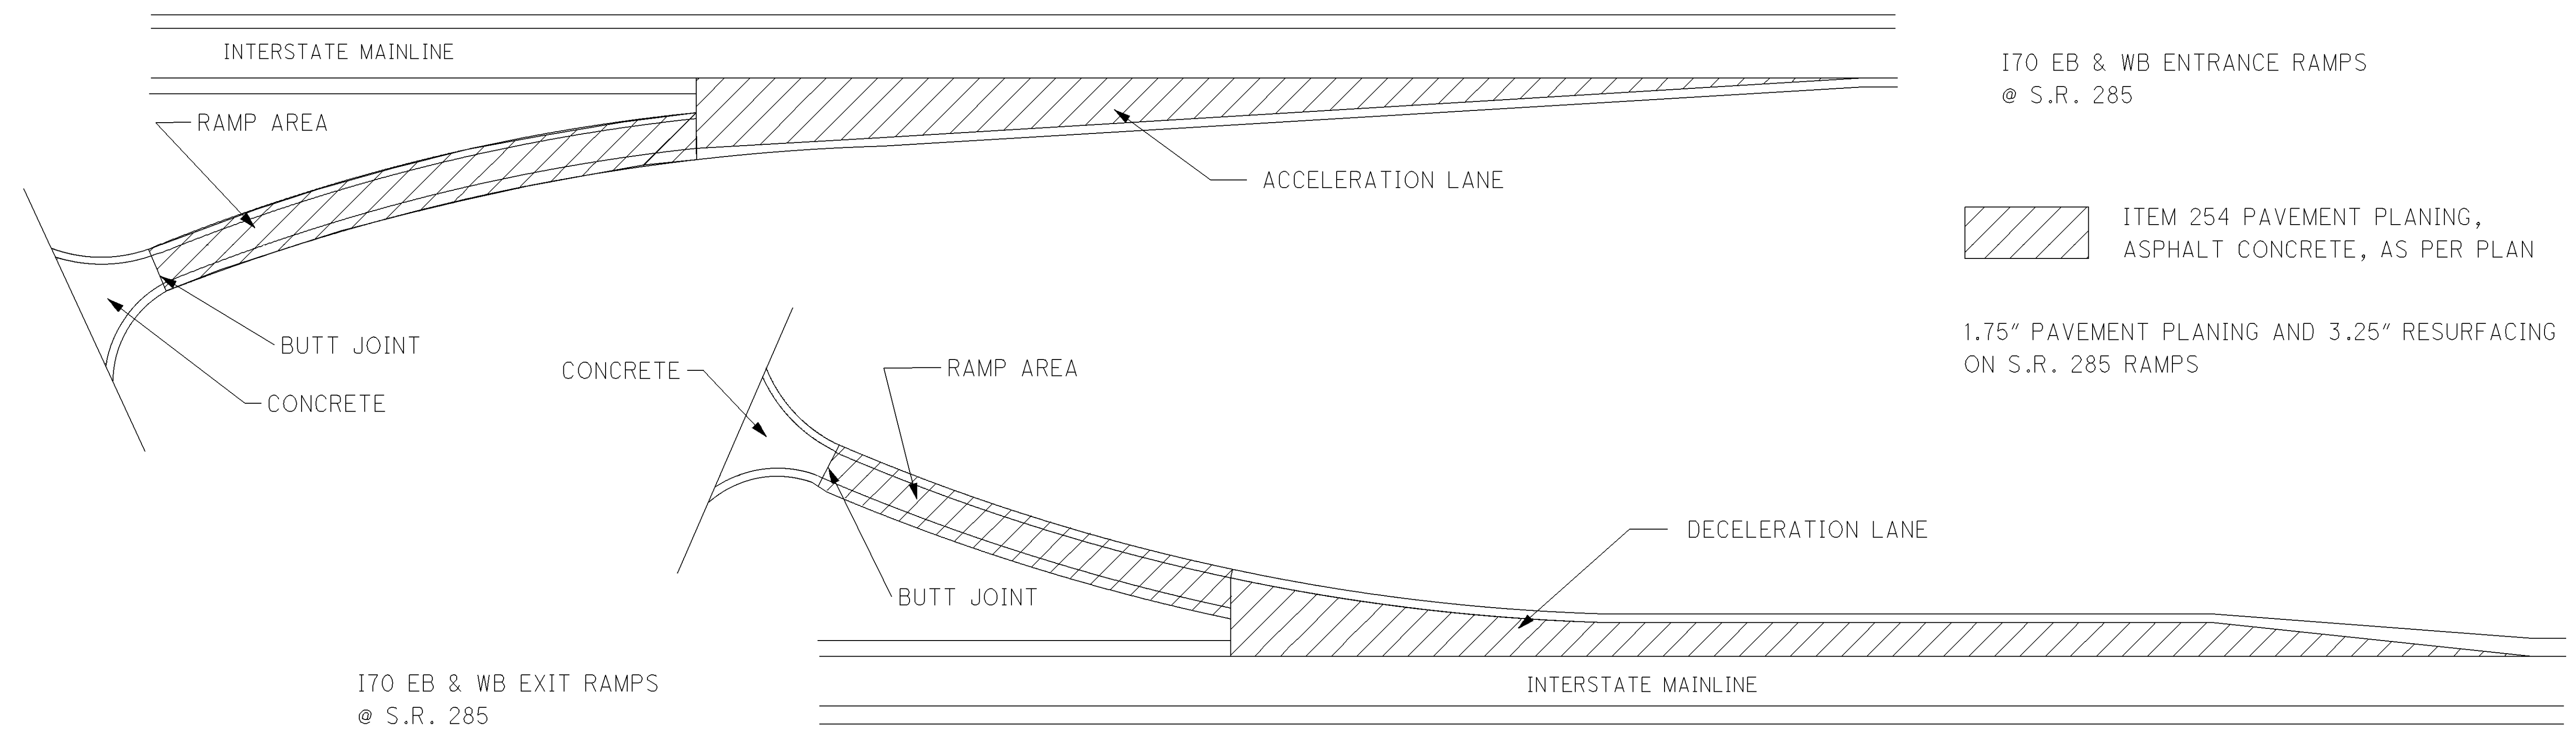 INTERSTATE MAINLINE
I70 EB & WB ENTRANCE RAMPS
@ S.R. 285
RAMP AREA
ACCELERATION LANE
ITEM 254 PAVEMENT PLANING,
ASPHALT CONCRETE, AS PER PLAN
BUTT JOINT
CONCRETE
1.75" PAVEMENT PLANING AND 3.25" RESURFACING
ON S.R. 285 RAMPS
CONCRETE
RAMP AREA
DECELERATION LANE
BUTT JOINT
I70 EB & WB EXIT RAMPS
@ S.R. 285
INTERSTATE MAINLINE